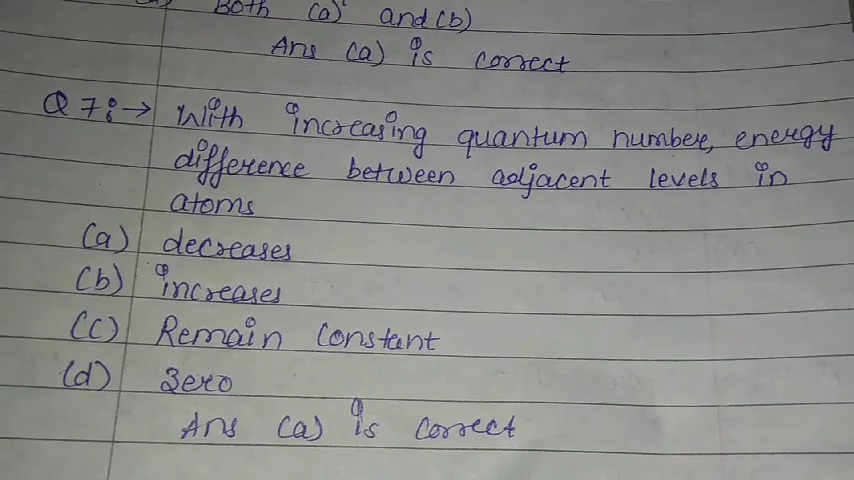 Both (a) and (b)
Ans (a) is correct
Q 7:→ With increasing quantum number, energy
difference between adjacent levels in
atoms
(a) decreases
(b) increases
(c) Remain constant
(d) zero
Ans (a) is correct